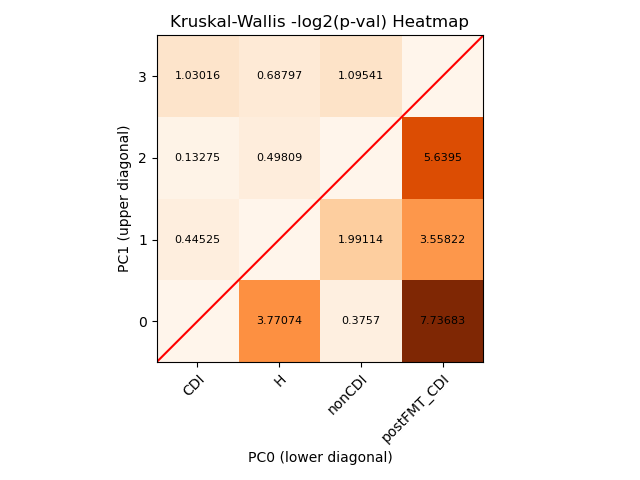 Kruskal-Wallis -log2(p-val) Heatmap
3 1.03016 0.68797 1.09541
2 0.13275 0.49809 5.6395
1 0.44525 1.99114 3.55822
0 3.77074 0.3757 7.73683
PC1 (upper diagonal)
CDI H nonCDI postFMT_CDI
PC0 (lower diagonal)